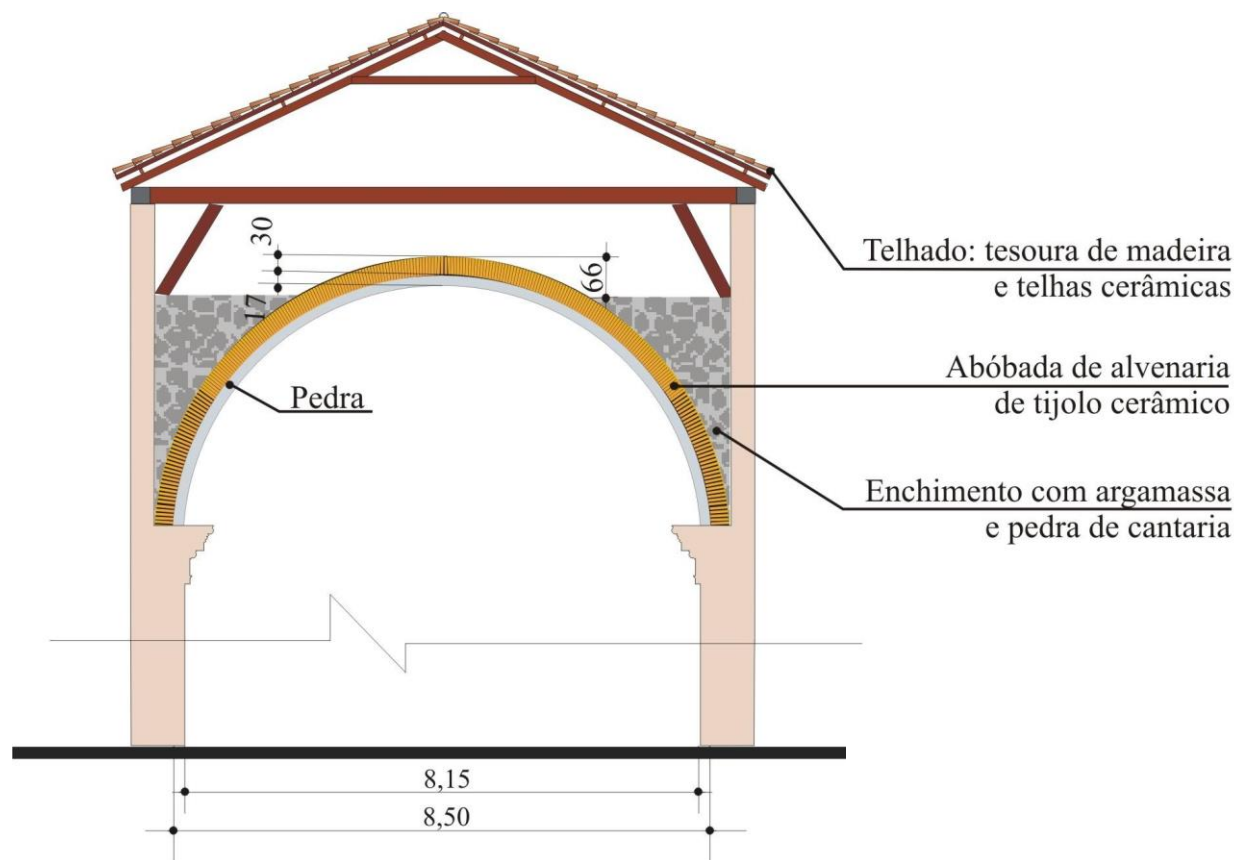 30
66
17
Telhado: tesoura de madeira
e telhas cerâmicas
Pedra
Abóbada de alvenaria
de tijolo cerâmico
Enchimento com argamassa
e pedra de cantaria
8,15
8,50